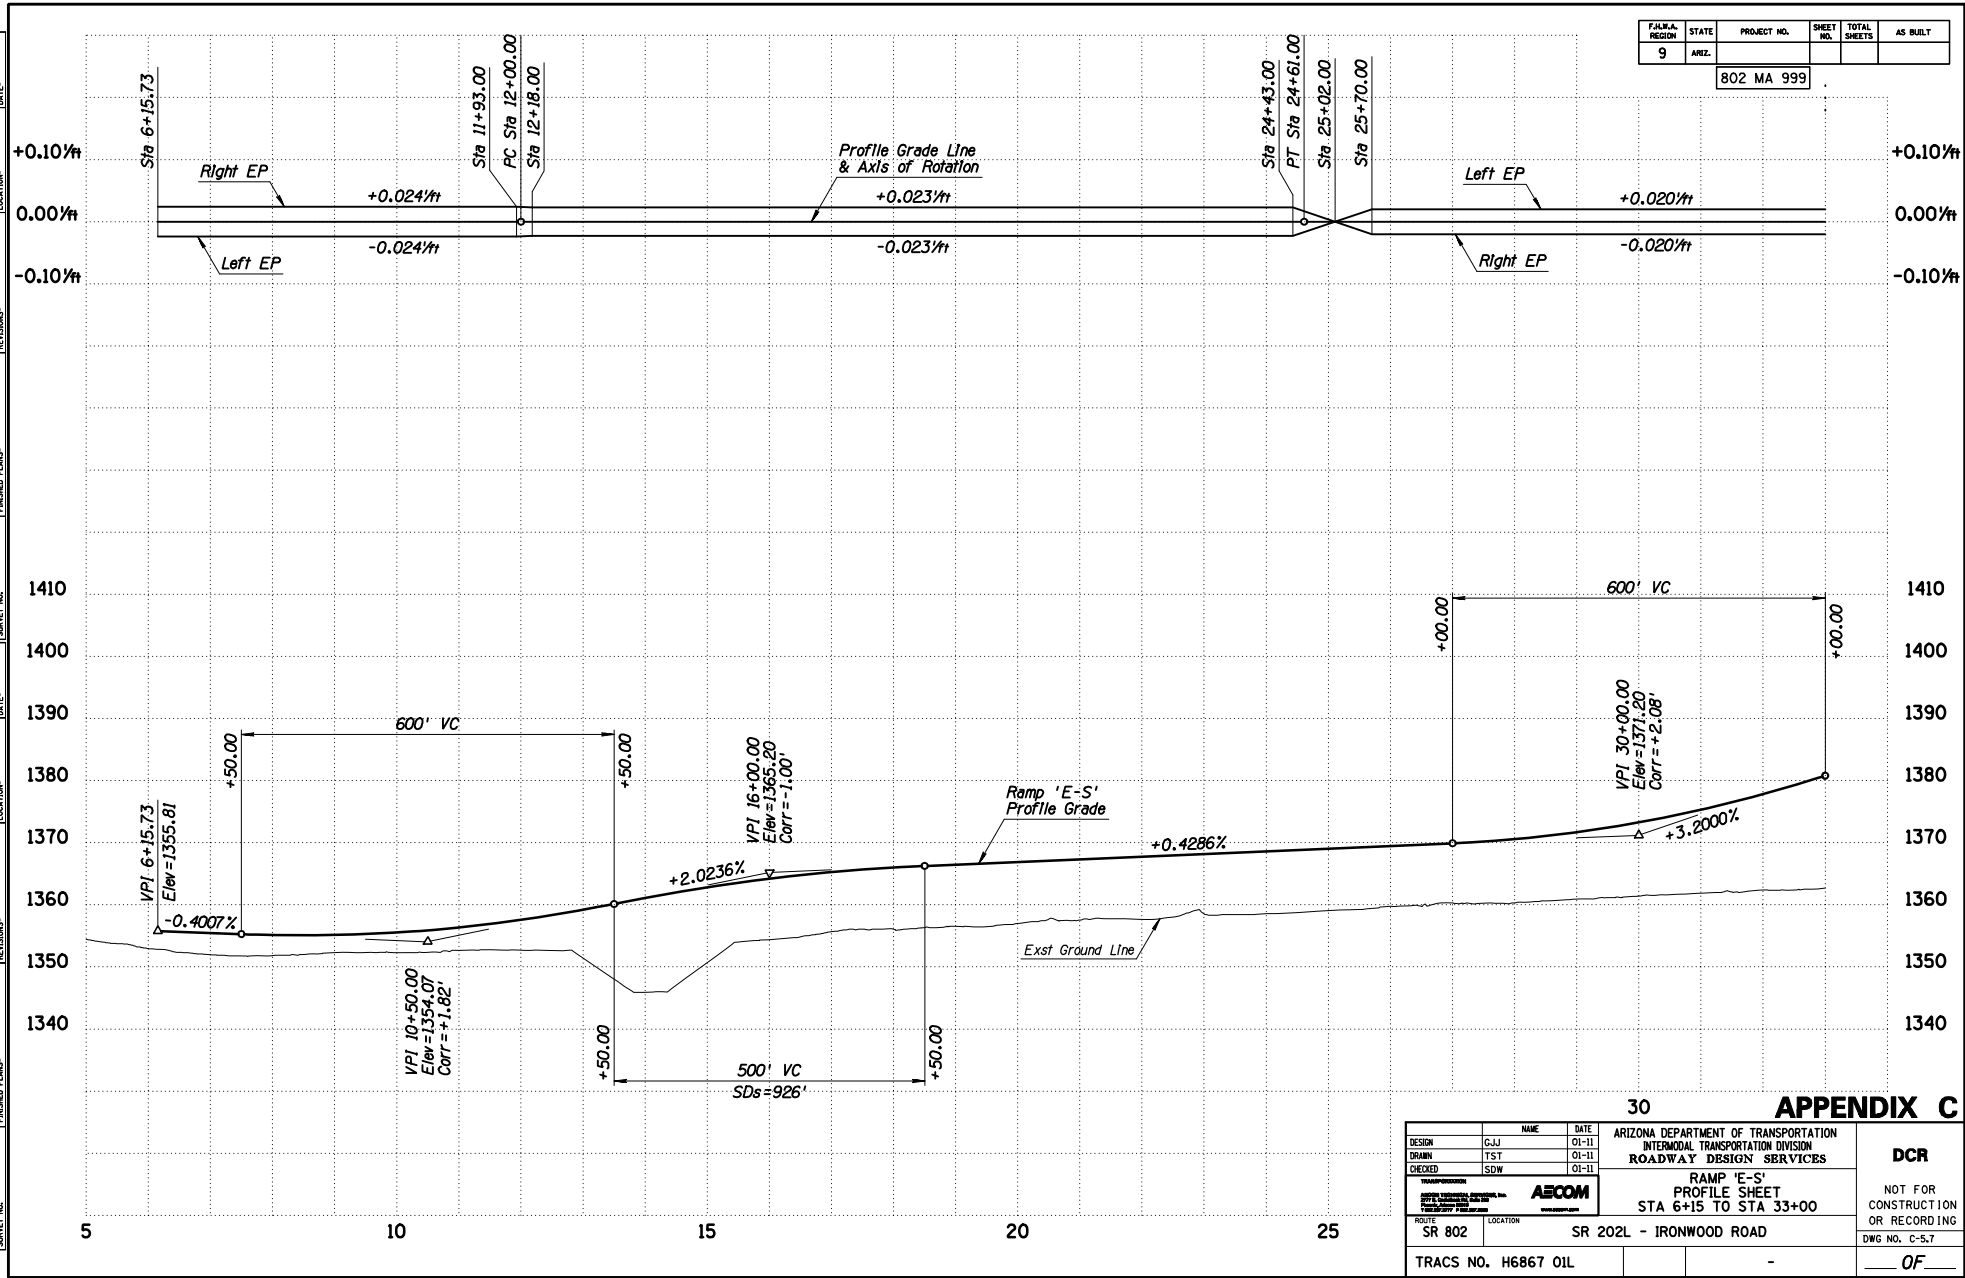 F.H.W.A. REGION STATE PROJECT NO. SHEET NO. TOTAL SHEETS AS BUILT
9 ARIZ.
802 MA 999
Sta 6+15.73
Sta 11+93.00
PC Sta 12+00.00
Sta 12+18.00
Sta 24+43.00
PT Sta 24+61.00
Sta 25+02.00
Sta 25+70.00
+0.10'/ft
0.00'/ft
-0.10'/ft
Right EP
+0.024'/ft
-0.024'/ft
Left EP
Profile Grade Line
& Axis of Rotation
+0.023'/ft
-0.023'/ft
Left EP
+0.020'/ft
-0.020'/ft
Right EP
+0.10'/ft
0.00'/ft
-0.10'/ft
1410
1400
1390
1380
1370
1360
1350
1340
1410
1400
1390
1380
1370
1360
1350
1340
VPI 6+15.73
Elev=1355.81
-0.4007%
+50.00
600' VC
+50.00
VPI 10+50.00
Elev=1354.07
Corr=+1.82'
+2.0236%
VPI 16+00.00
Elev=1365.20
Corr=-1.00'
+50.00
500' VC
SDs=926'
+50.00
Ramp 'E-S'
Profile Grade
+0.4286%
Exst Ground Line
+00.00
600' VC
+00.00
VPI 30+00.00
Elev=1371.20
Corr=+2.08'
+3.2000%
5 10 15 20 25 30
APPENDIX C
NAME DATE
DESIGN GJJ 01-11
DRAWN TST 01-11
CHECKED SDW 01-11
ARIZONA DEPARTMENT OF TRANSPORTATION
INTERMODAL TRANSPORTATION DIVISION
ROADWAY DESIGN SERVICES
TRANSPORTATION
AECOM
RAMP 'E-S'
PROFILE SHEET
STA 6+15 TO STA 33+00
DCR
NOT FOR
CONSTRUCTION
OR RECORDING
ROUTE
SR 802
LOCATION
SR 202L - IRONWOOD ROAD
DWG NO. C-5.7
TRACS NO. H6867 01L
-
OF